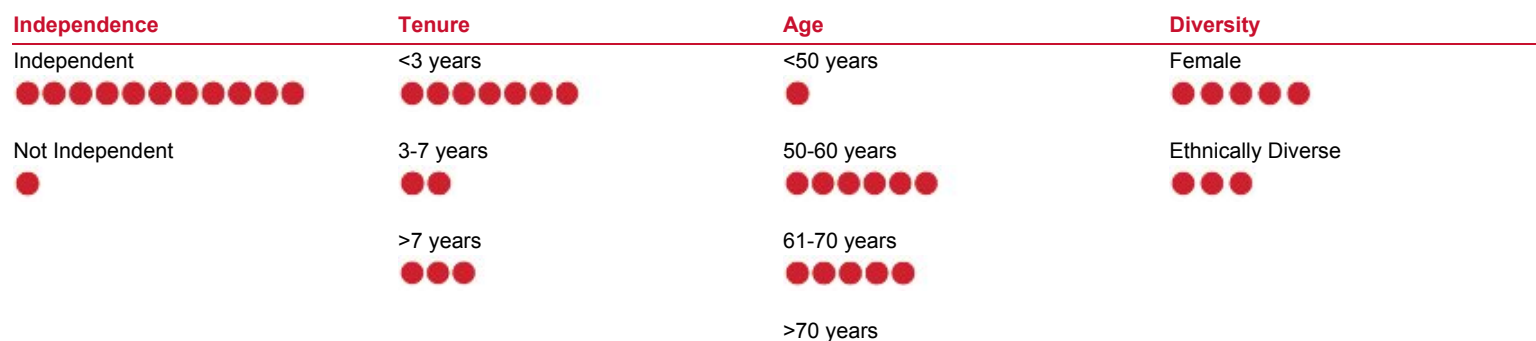 Independence Tenure Age Diversity
Independent <3 years <50 years Female
Not Independent 3-7 years 50-60 years Ethnically Diverse
>7 years 61-70 years
>70 years